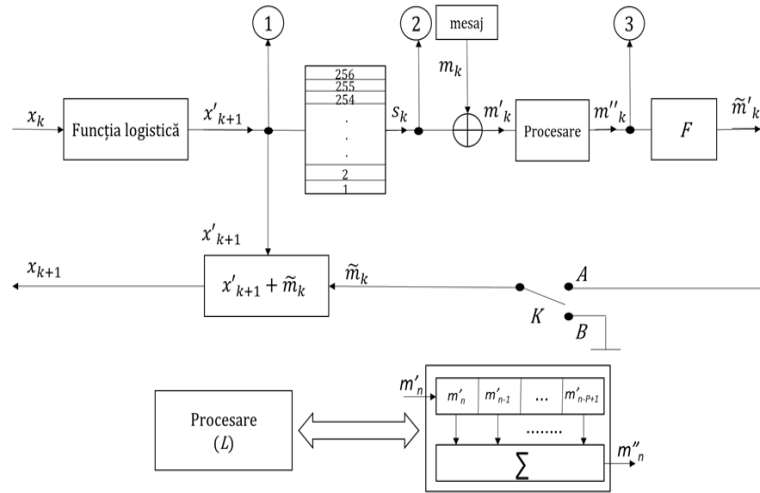 1
2
mesaj
3
x_k
Funcția logistică
x'_{k+1}
256
255
254
.
.
.
2
1
s_k
m_k
m'_k
Procesare
m''_k
F
m̃'_k
x'_{k+1}
x_{k+1}
x'_{k+1} + m̃_k
m̃_k
K
A
B
Procesare
(L)
m'_n
m'_n
m'_{n-1}
...
m'_{n-P+1}
........
Σ
m''_n